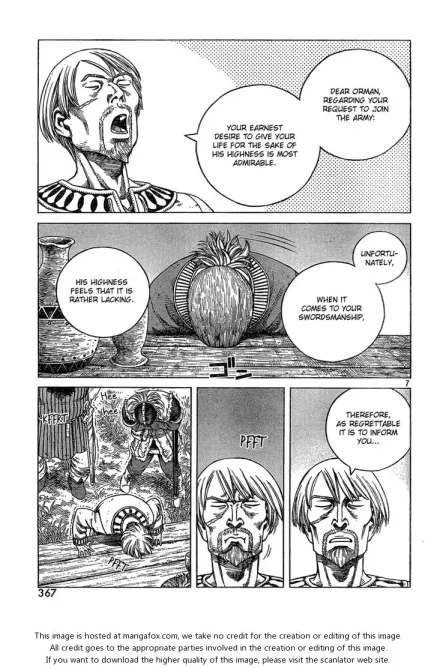 DEAR ORMAN,
REGARDING YOUR
REQUEST TO JOIN
THE ARMY:
YOUR EARNEST
DESIRE TO GIVE YOUR
LIFE FOR THE SAKE OF
HIS HIGHNESS IS MOST
ADMIRABLE.
UNFORTU-
NATELY,
WHEN IT
COMES TO YOUR
SWORDSMANSHIP,
HIS HIGHNESS
FEELS THAT IT IS
RATHER LACKING.
7
THEREFORE,
AS REGRETTABLE
IT IS TO INFORM
YOU...
PFFT
Hee
hee
PFFT
367
This image is hosted at mangafox.com, we take no credit for the creation or editing of this image.
All credit goes to the appropriate parties involved in the creation or editing of this image.
If you want to download the higher quality of this image, please visit the scanlator web site.